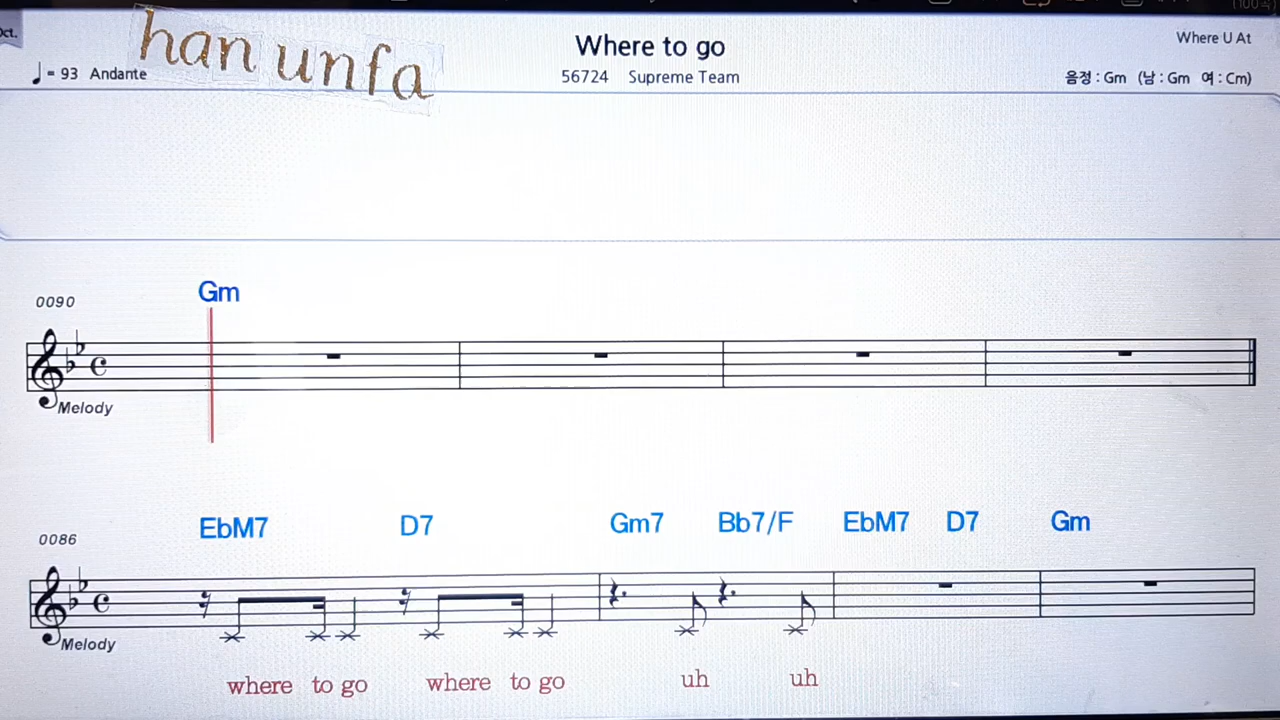 Oct.
han unfa
Where to go
Where U At
= 93 Andante
56724 Supreme Team
음정 : Gm (남 : Gm 여 : Cm)
0090
Gm
Melody
0086
EbM7 D7 Gm7 Bb7/F EbM7 D7 Gm
Melody
where to go where to go uh uh